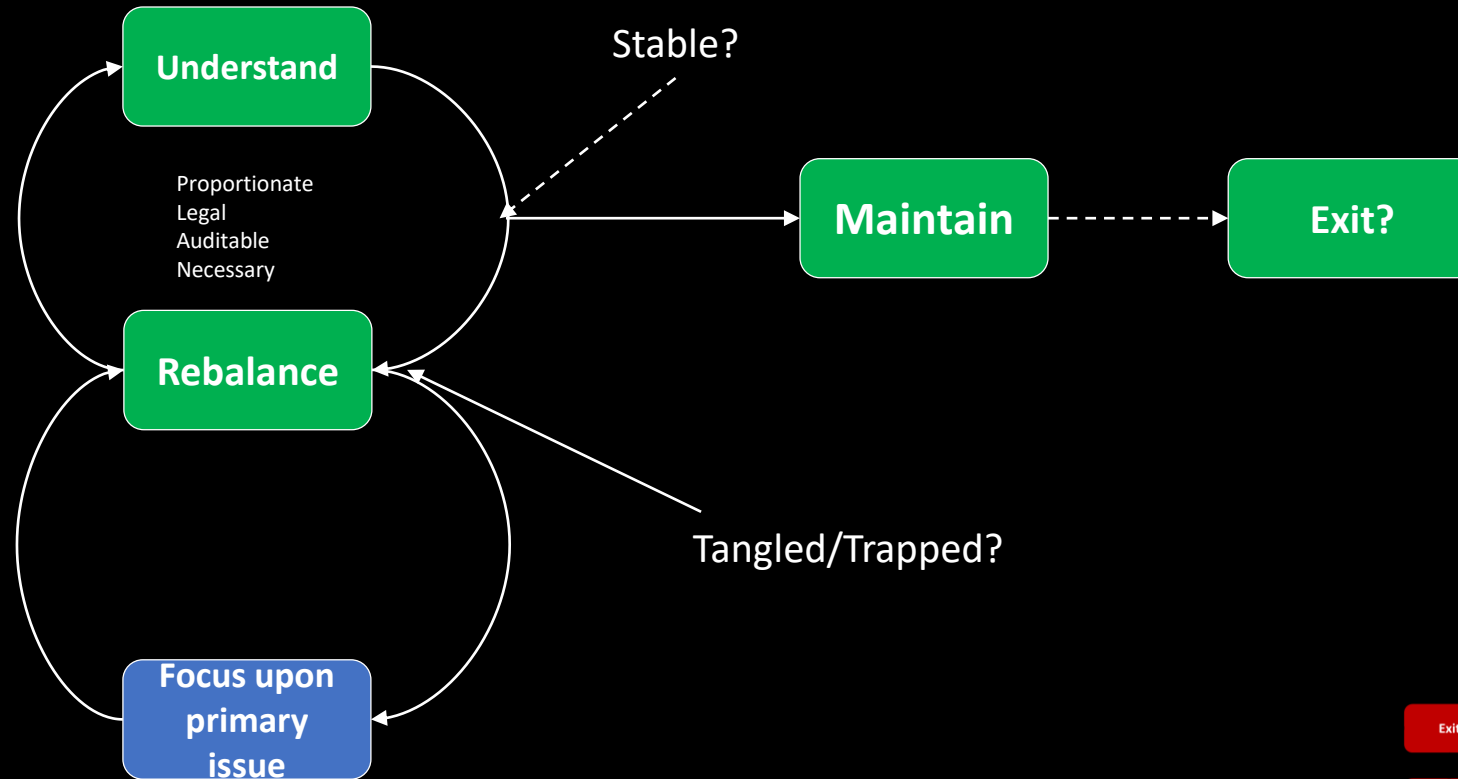 Understand
Stable?
Proportionate
Legal
Auditable
Necessary
Maintain
Exit?
Rebalance
Tangled/Trapped?
Focus upon
primary
issue
Exit